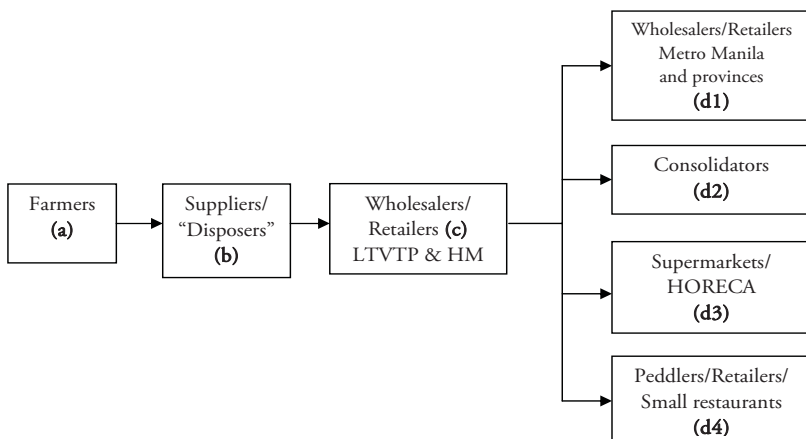 Farmers
(a)
Suppliers/
“Disposers”
(b)
Wholesalers/
Retailers (c)
LTVTP & HM
Wholesalers/Retailers
Metro Manila
and provinces
(d1)
Consolidators
(d2)
Supermarkets/
HORECA
(d3)
Peddlers/Retailers/
Small restaurants
(d4)